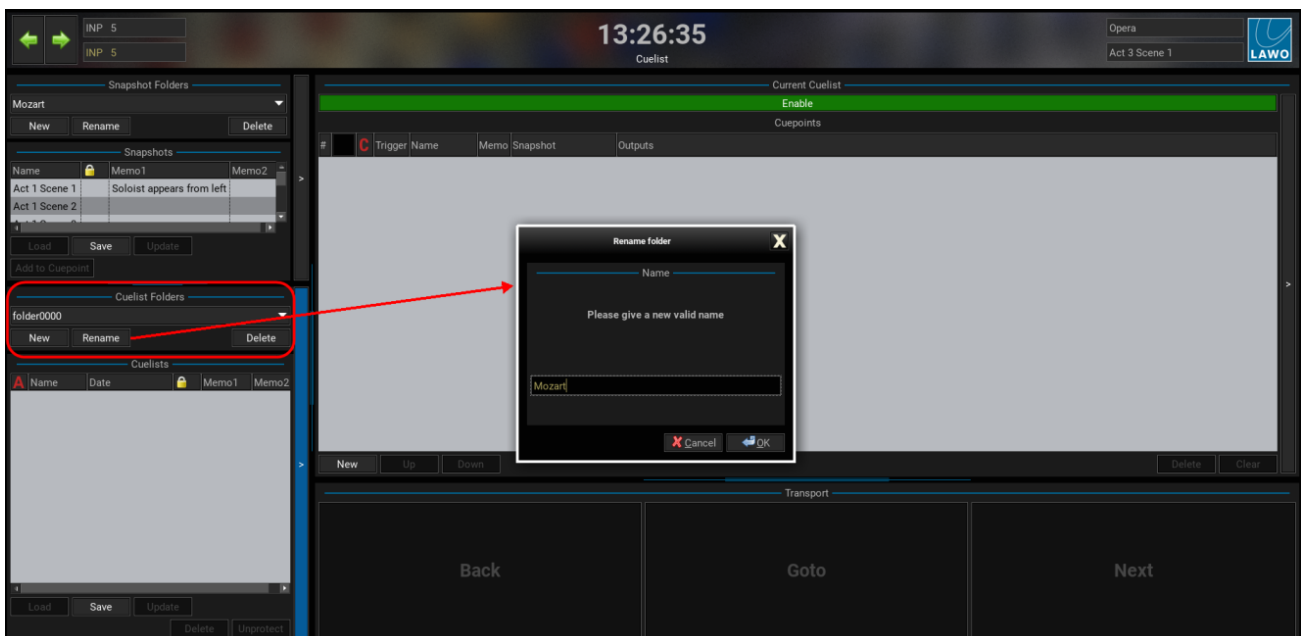 INP 5
INP 5
13:26:35
Cuelist
Opera
Act 3 Scene 1
LAWO
Snapshot Folders
Mozart
New Rename Delete
Snapshots
Name Memo1 Memo2
Act 1 Scene 1 Soloist appears from left
Act 1 Scene 2
Load Save Update
Add to Cuepoint
Cuelist Folders
folder0000
New Rename Delete
Cuelists
A Name Date Memo1 Memo2
Load Save Update
Delete Unprotect
>
>
Current Cuelist
Enable
Cuepoints
# C Trigger Name Memo Snapshot Outputs
>
New Up Down Delete Clear
Rename folder X
Name
Please give a new valid name
Mozart
Cancel OK
Transport
Back Goto Next